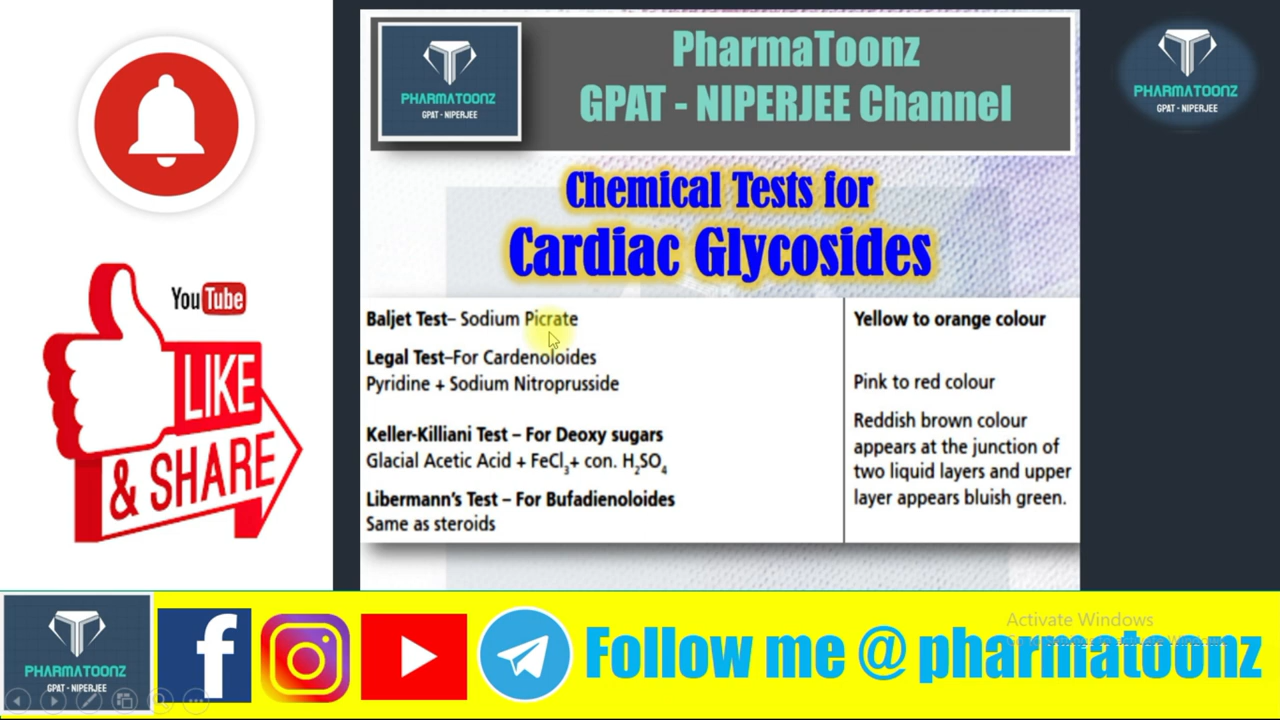 PharmaToonz
GPAT - NIPERJEE Channel
PHARMATOONZ
GPAT - NIPERJEE
PHARMATOONZ
GPAT - NIPERJEE
Chemical Tests for
Cardiac Glycosides
Baljet Test– Sodium Picrate
Yellow to orange colour
Legal Test–For Cardenoloides
Pyridine + Sodium Nitroprusside
Pink to red colour
Keller-Killiani Test – For Deoxy sugars
Glacial Acetic Acid + FeCl3+ con. H2SO4
Reddish brown colour
appears at the junction of
two liquid layers and upper
layer appears bluish green.
Libermann's Test – For Bufadienoloides
Same as steroids
YouTube
LIKE
& SHARE
PHARMATOONZ
GPAT - NIPERJEE
Follow me @ pharmatoonz
Activate Windows